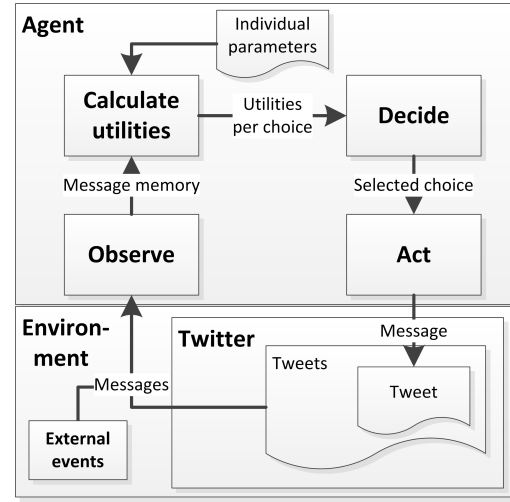 Agent
Individual
parameters
Calculate
utilities
Utilities
per choice
Decide
Message memory
Selected choice
Observe
Act
Environ-
ment
Twitter
Message
Tweets
Messages
Tweet
External
events